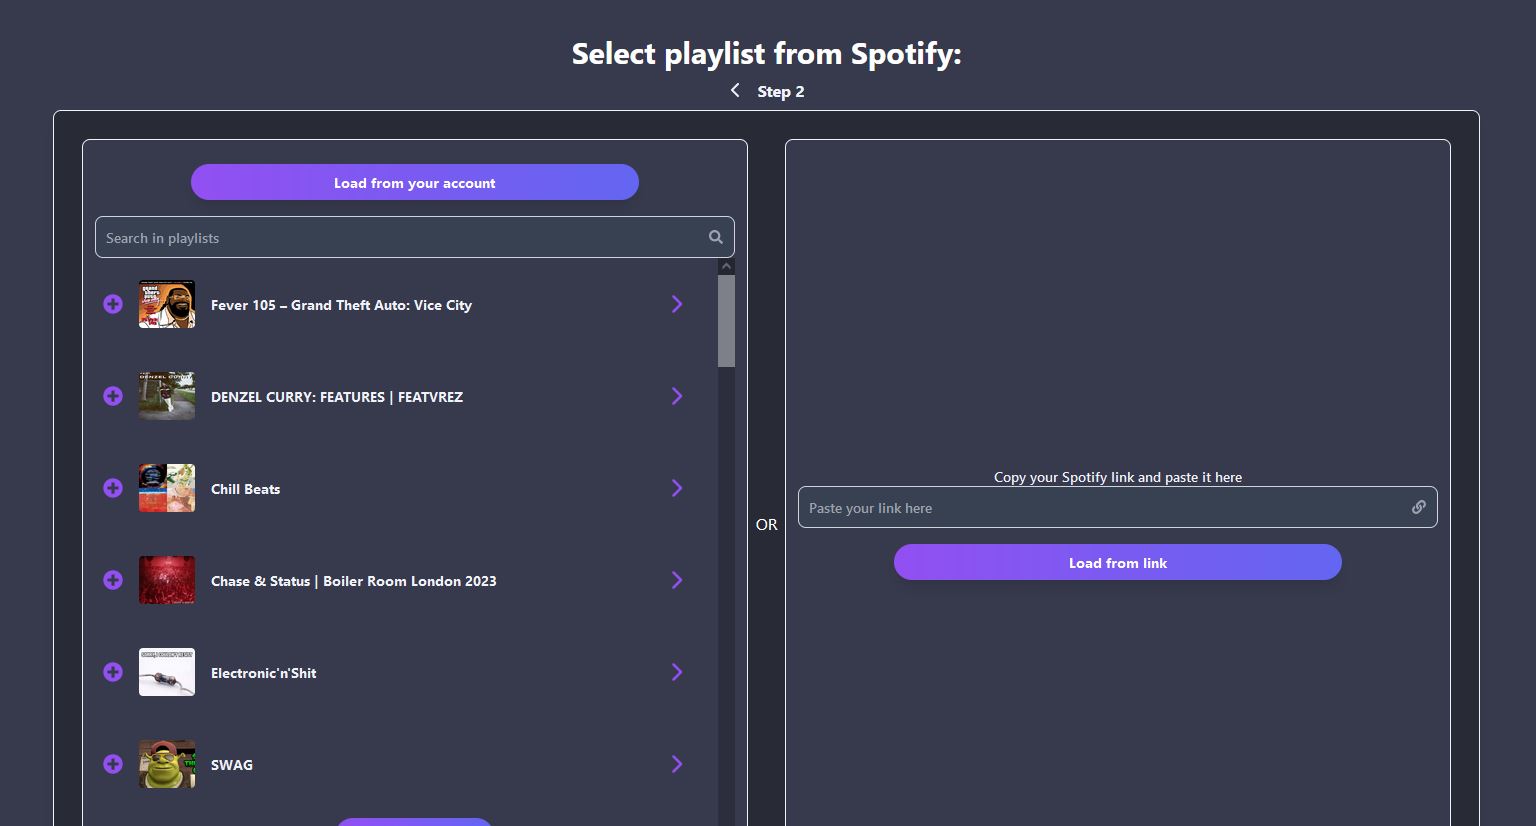 Select playlist from Spotify:
Step 2
Load from your account
Search in playlists
Fever 105 – Grand Theft Auto: Vice City
DENZEL CURRY: FEATURES | FEATVREZ
Chill Beats
Chase & Status | Boiler Room London 2023
Electronic'n'Shit
SWAG
OR
Copy your Spotify link and paste it here
Paste your link here
Load from link